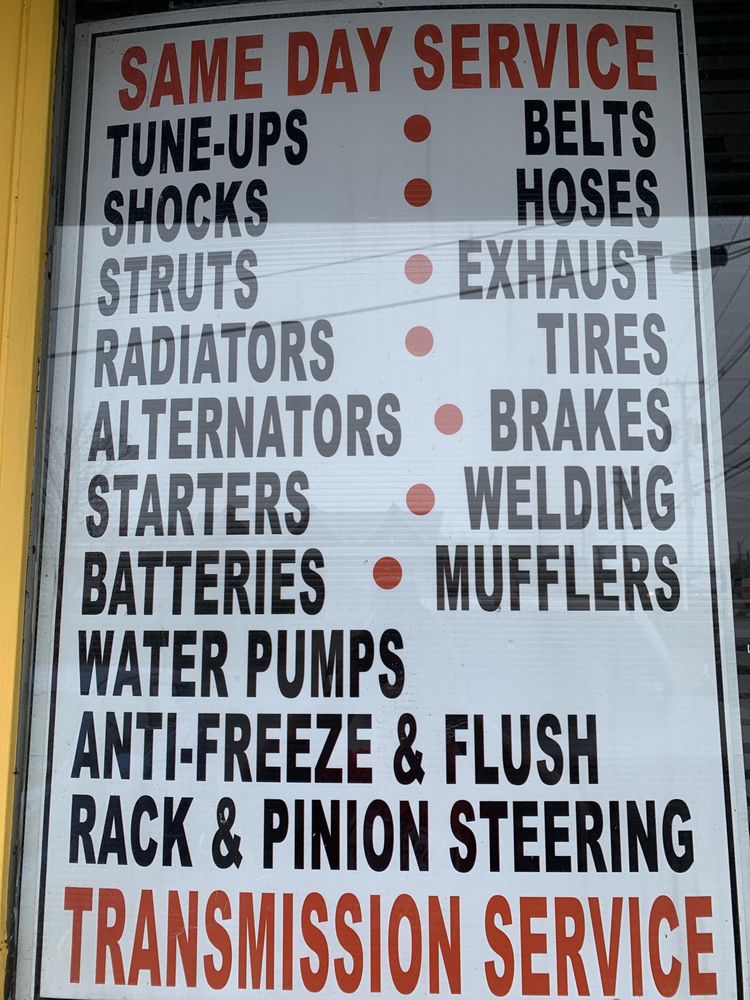 SAME DAY SERVICE
TUNE-UPS • BELTS
SHOCKS • HOSES
STRUTS • EXHAUST
RADIATORS • TIRES
ALTERNATORS • BRAKES
STARTERS • WELDING
BATTERIES • MUFFLERS
WATER PUMPS
ANTI-FREEZE & FLUSH
RACK & PINION STEERING
TRANSMISSION SERVICE